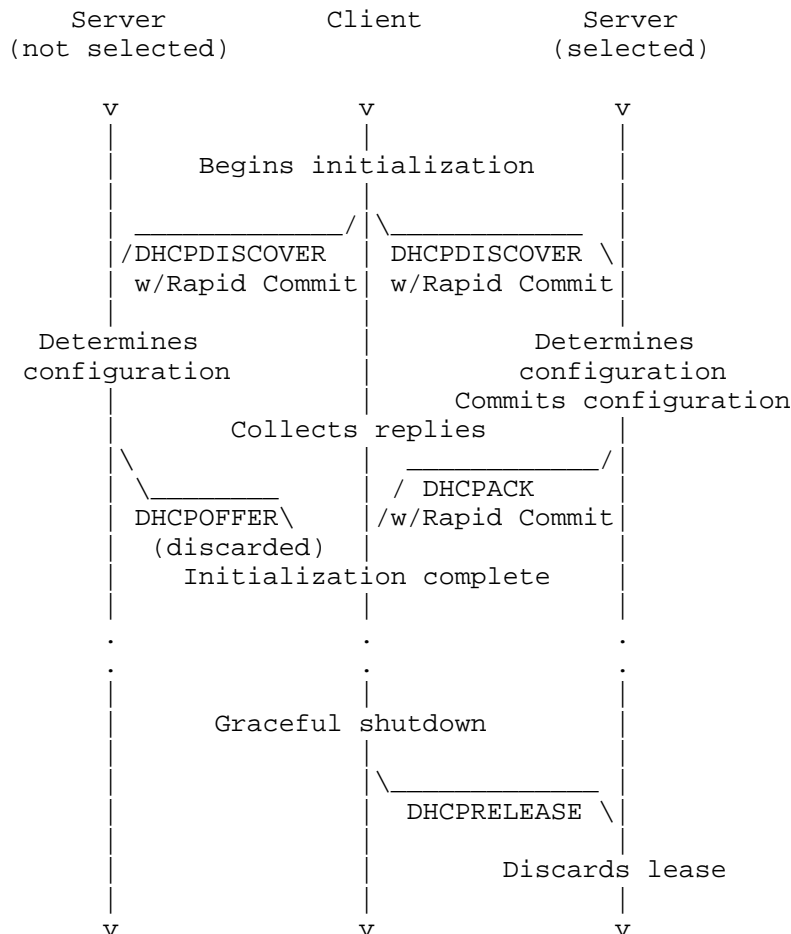 Server Client Server
(not selected) (selected)
v v v
Begins initialization
DHCPDISCOVER DHCPDISCOVER
w/Rapid Commit w/Rapid Commit
Determines Determines
configuration configuration
Commits configuration
Collects replies
DHCPOFFER DHCPACK
(discarded) w/Rapid Commit
Initialization complete
. . .
. . .
Graceful shutdown
DHCPRELEASE
Discards lease
v v v